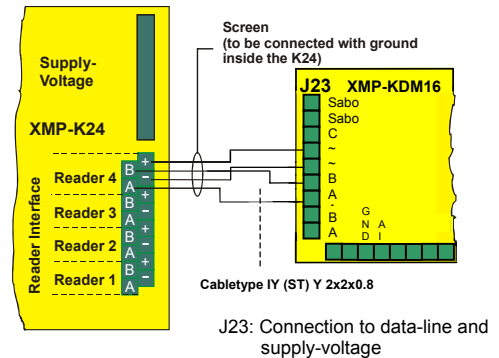 Screen
(to be connected with ground
inside the K24)
Supply-
Voltage
XMP-K24
Reader Interface
Reader 4
Reader 3
Reader 2
Reader 1
+
B
−
A
+
B
−
A
+
B
−
A
+
B
−
A
J23 XMP-KDM16
Sabo
Sabo
C
~
~
B
A
.
B
A
GND
AI
Cabletype IY (ST) Y 2x2x0.8
J23: Connection to data-line and
supply-voltage